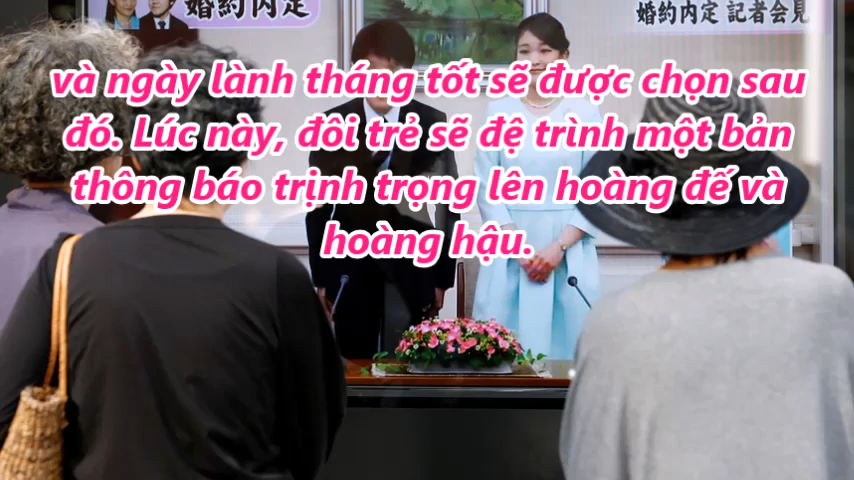 婚約内定
婚約内定 記者会見
và ngày lành tháng tốt sẽ được chọn sau
đó. Lúc này, đôi trẻ sẽ đệ trình một bản
thông báo trịnh trọng lên hoàng đế và
hoàng hậu.